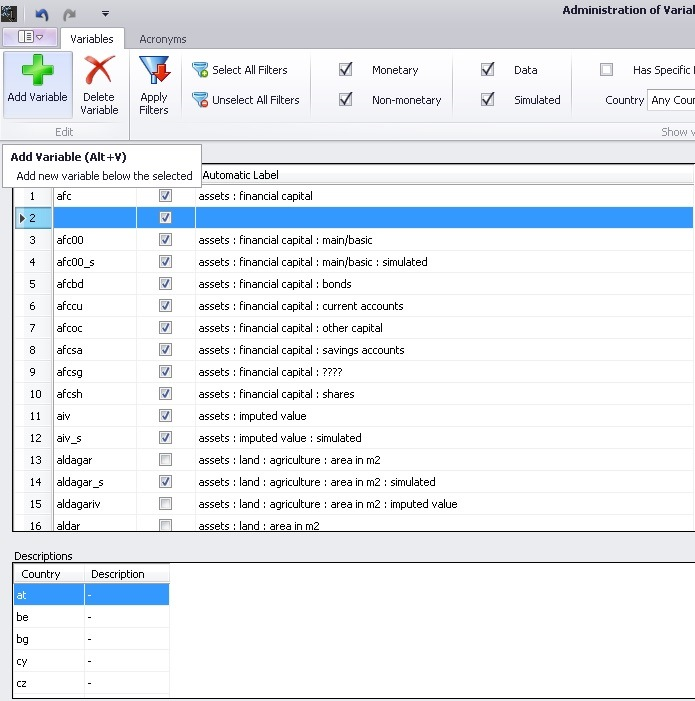 Administration of Variab
Variables Acronyms
Add Variable
Delete Variable
Apply Filters
Select All Filters
Unselect All Filters
Monetary
Non-monetary
Data
Simulated
Has Specific
Country Any Cour
Edit
Show v
Add Variable (Alt+V)
Add new variable below the selected
Automatic Label
1 afc assets : financial capital
2
3 afc00 assets : financial capital : main/basic
4 afc00_s assets : financial capital : main/basic : simulated
5 afcbd assets : financial capital : bonds
6 afccu assets : financial capital : current accounts
7 afcoc assets : financial capital : other capital
8 afcsa assets : financial capital : savings accounts
9 afcsg assets : financial capital : ????
10 afcsh assets : financial capital : shares
11 aiv assets : imputed value
12 aiv_s assets : imputed value : simulated
13 aldagar assets : land : agriculture : area in m2
14 aldagar_s assets : land : agriculture : area in m2 : simulated
15 aldagariv assets : land : agriculture : area in m2 : imputed value
16 aldar assets : land : area in m2
Descriptions
Country Description
at -
be -
bg -
cy -
cz -